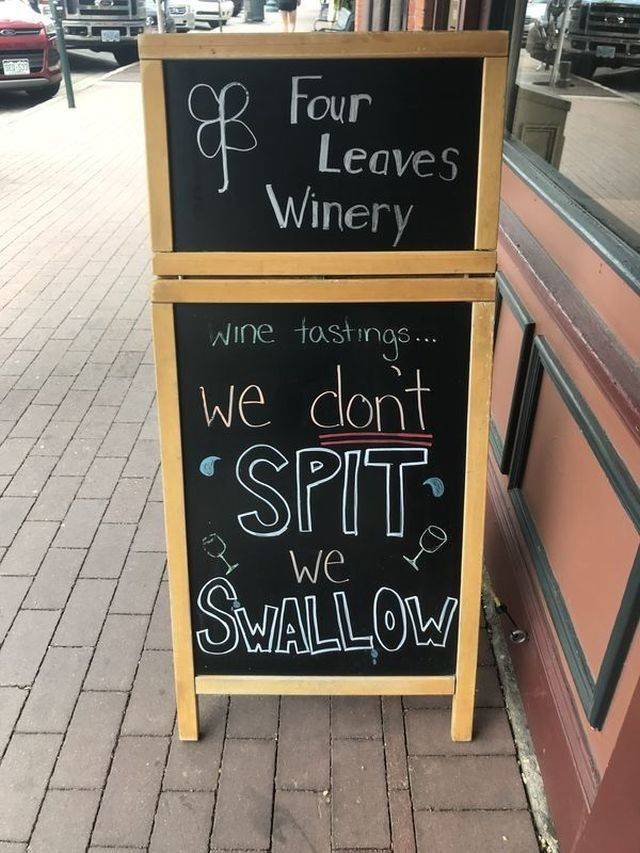 Four
Leaves
Winery
Wine tastings...
We don't
SPIT
We
SWALLOW